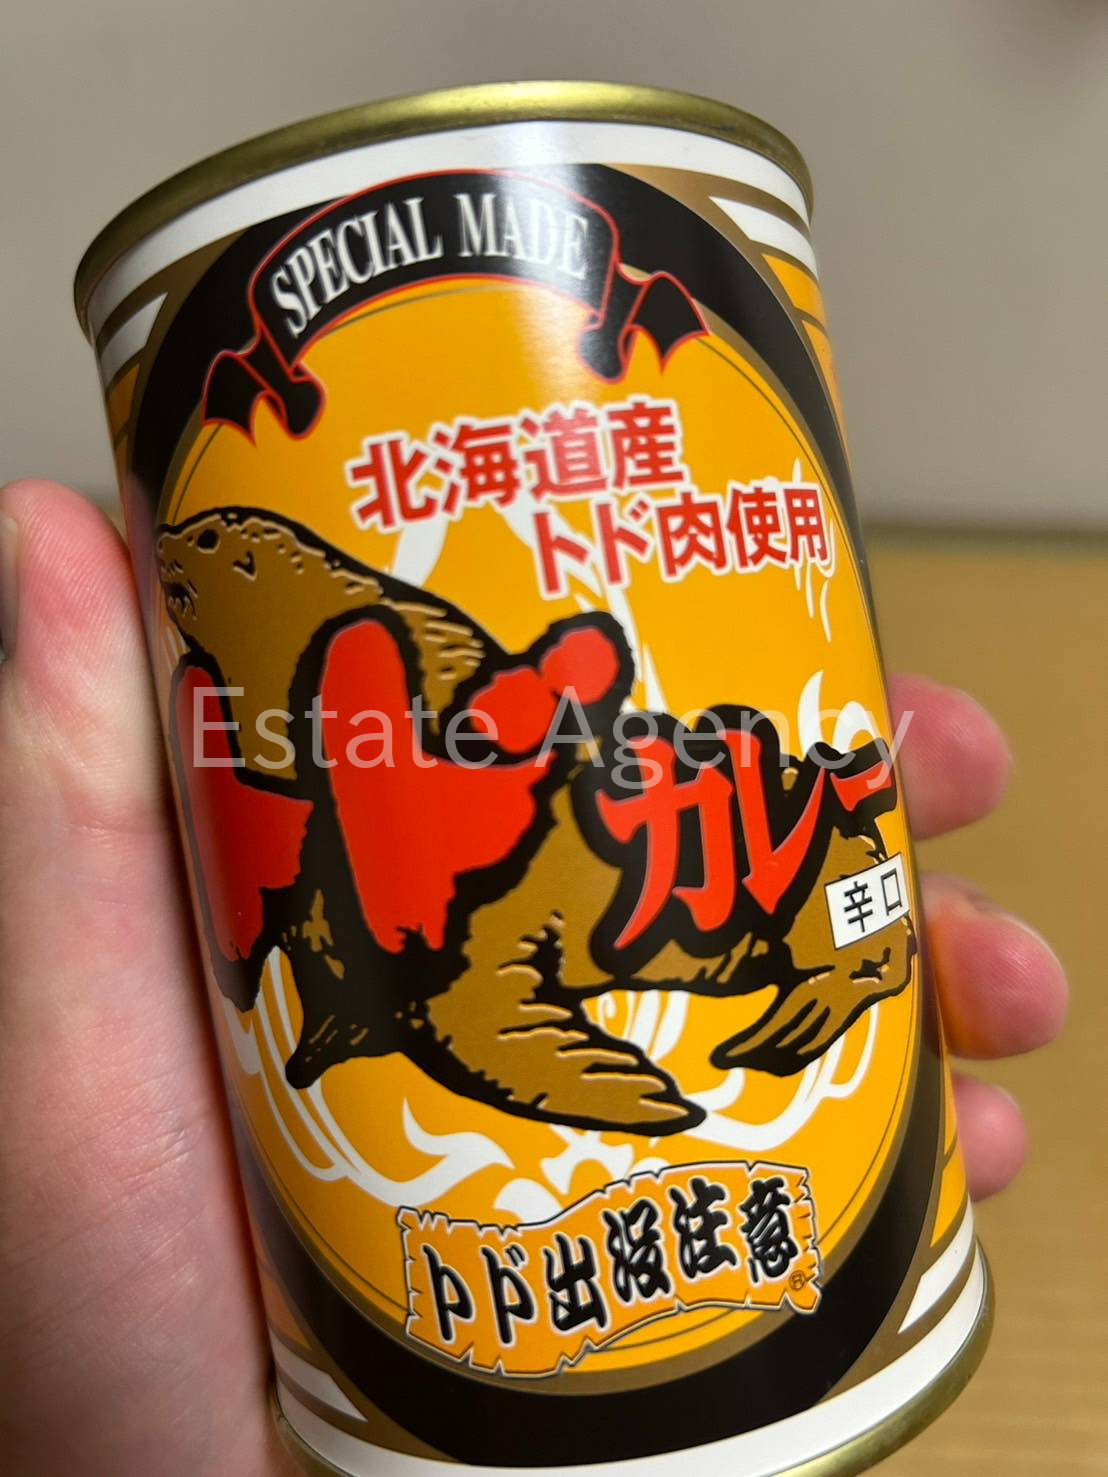 SPECIAL MADE
北海道産
トド肉使用
トドカレー
辛口
トド出没注意®
Estate Agency